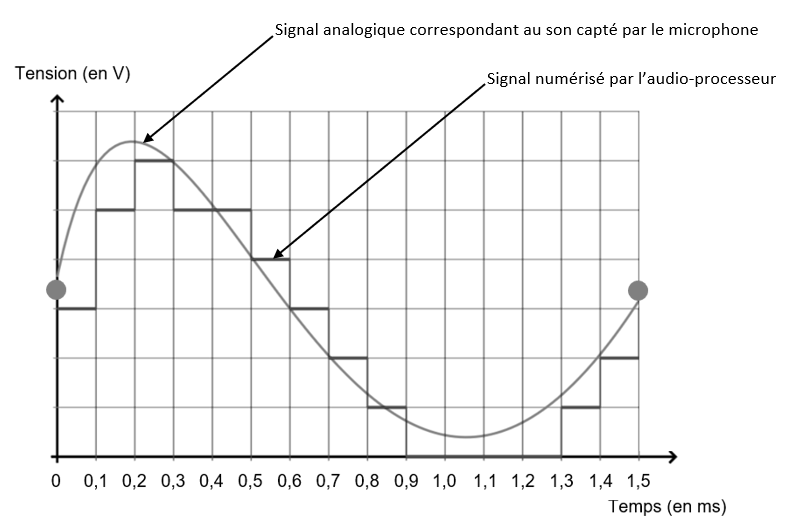 Signal analogique correspondant au son capté par le microphone
Tension (en V)
Signal numérisé par l’audio-processeur
0 0,1 0,2 0,3 0,4 0,5 0,6 0,7 0,8 0,9 1,0 1,1 1,2 1,3 1,4 1,5
Temps (en ms)